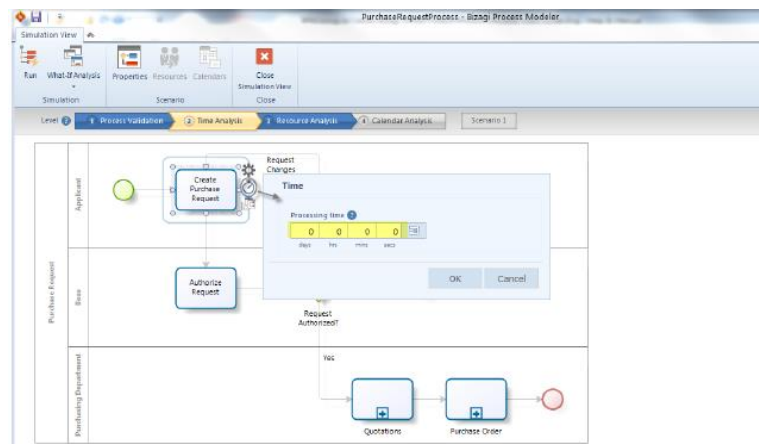 PurchaseRequestProcess - Bizagi Process Modeler
Simulation View
Run
What-If Analysis
Properties
Resources
Calendars
Close
Simulation View
Simulation
Scenario
Close
Level
1 Process Validation
2 Time Analysis
3 Resource Analysis
4 Calendar Analysis
Scenario 1
Purchase Request
Applicant
Create
Purchase
Request
Request
Changes
Time
Processing time
0 0 0 0
days hrs mins secs
OK Cancel
Boss
Authorize
Request
Request
Authorized?
Purchasing Department
Yes
Quotations
Purchase Order